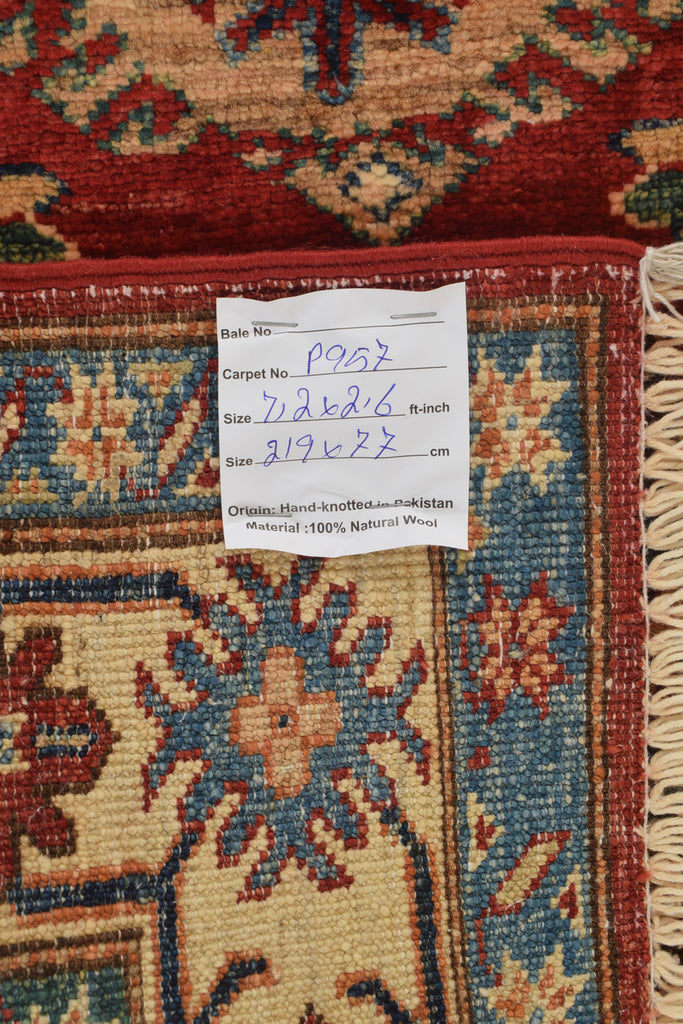 Bale No
Carpet No P957
Size 7,2x2,6 ft-inch
Size 219x77 cm
Origin: Hand-knotted in Pakistan
Material :100% Natural Wool